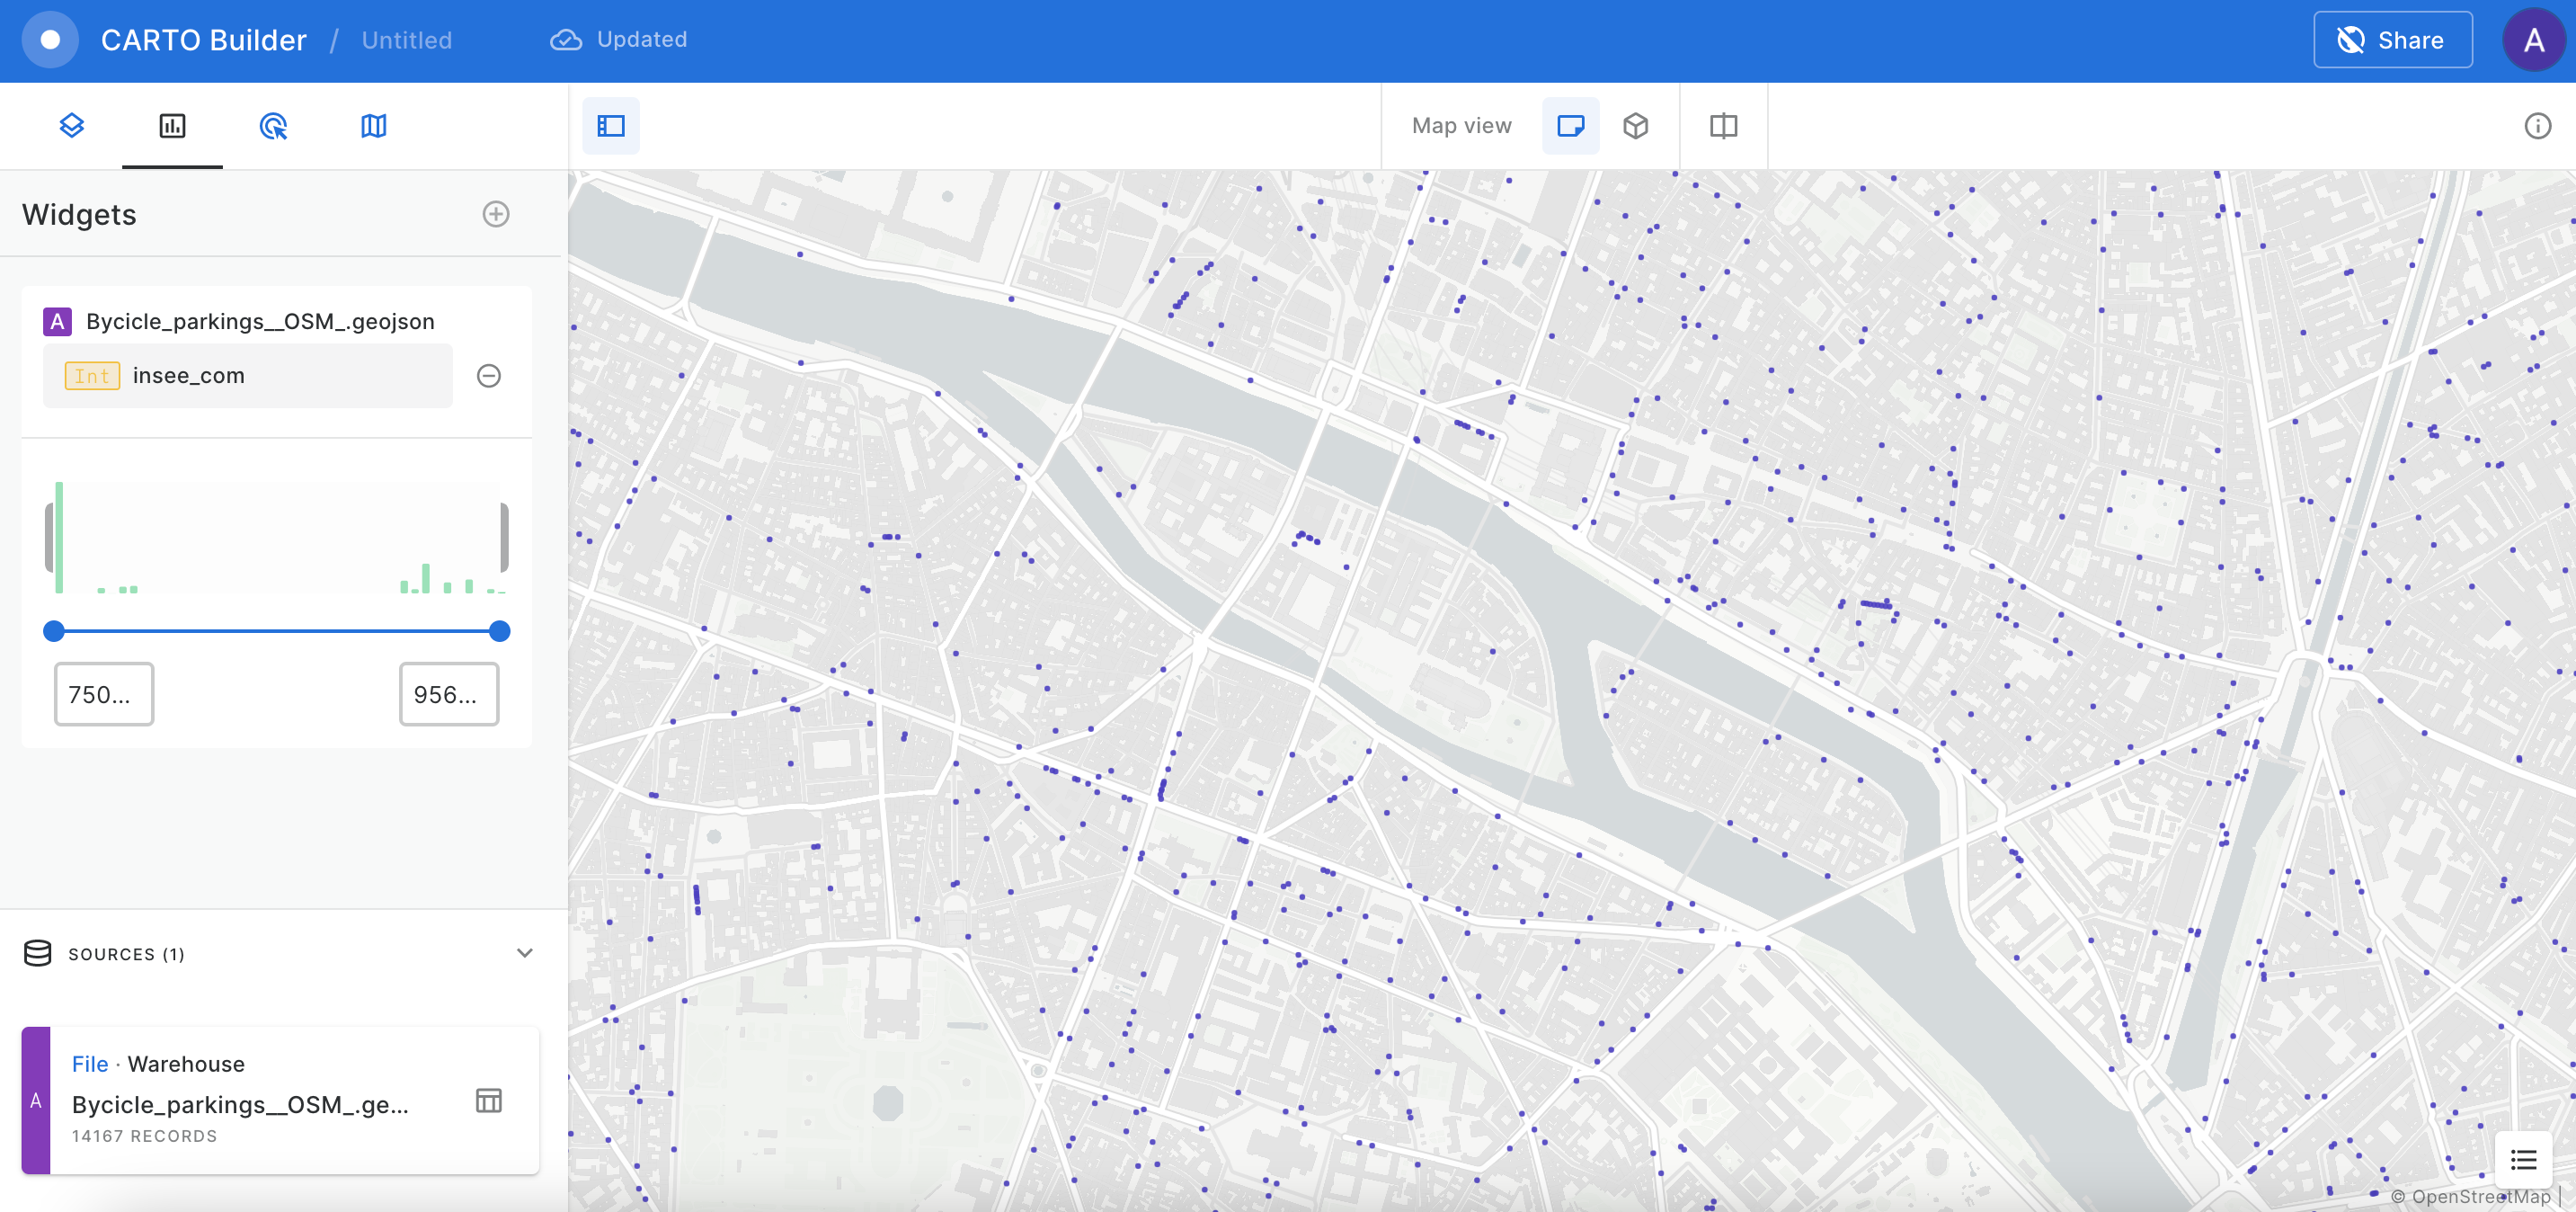 CARTO Builder / Untitled Updated Share A
Map view
Widgets
A Bycicle_parkings__OSM_.geojson
Int insee_com
750... 956...
SOURCES (1)
File · Warehouse
A Bycicle_parkings__OSM_.ge...
14167 RECORDS
© OpenStreetMap |